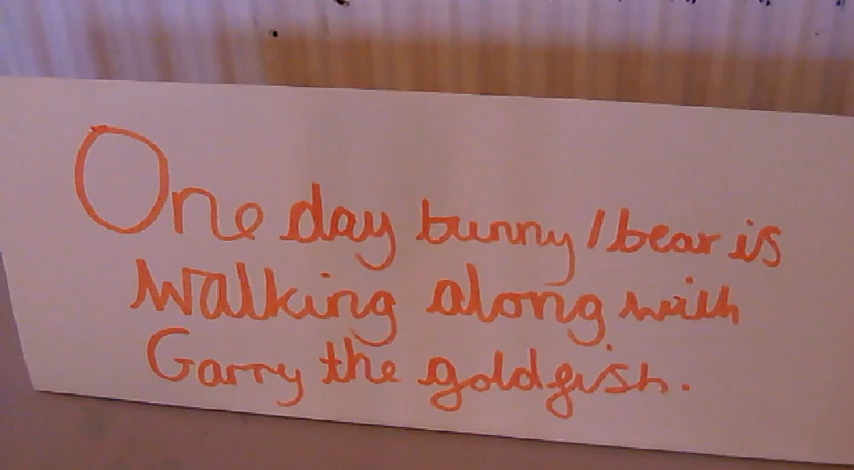 One day bunny/bear is
walking along with
Garry the goldfish.